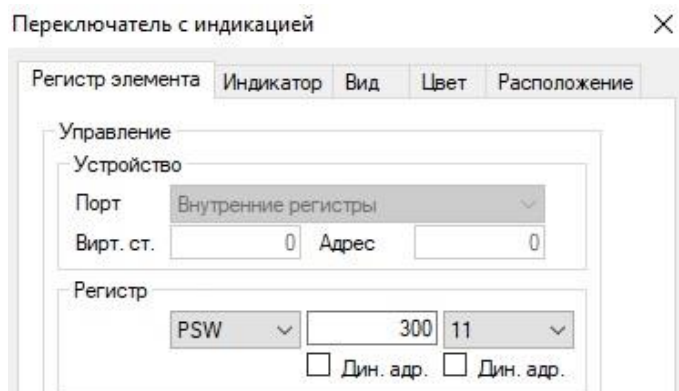 Переключатель с индикацией
Регистр элемента Индикатор Вид Цвет Расположение
Управление
Устройство
Порт Внутренние регистры
Вирт. ст. 0 Адрес 0
Регистр
PSW 300 11
Дин. адр. Дин. адр.